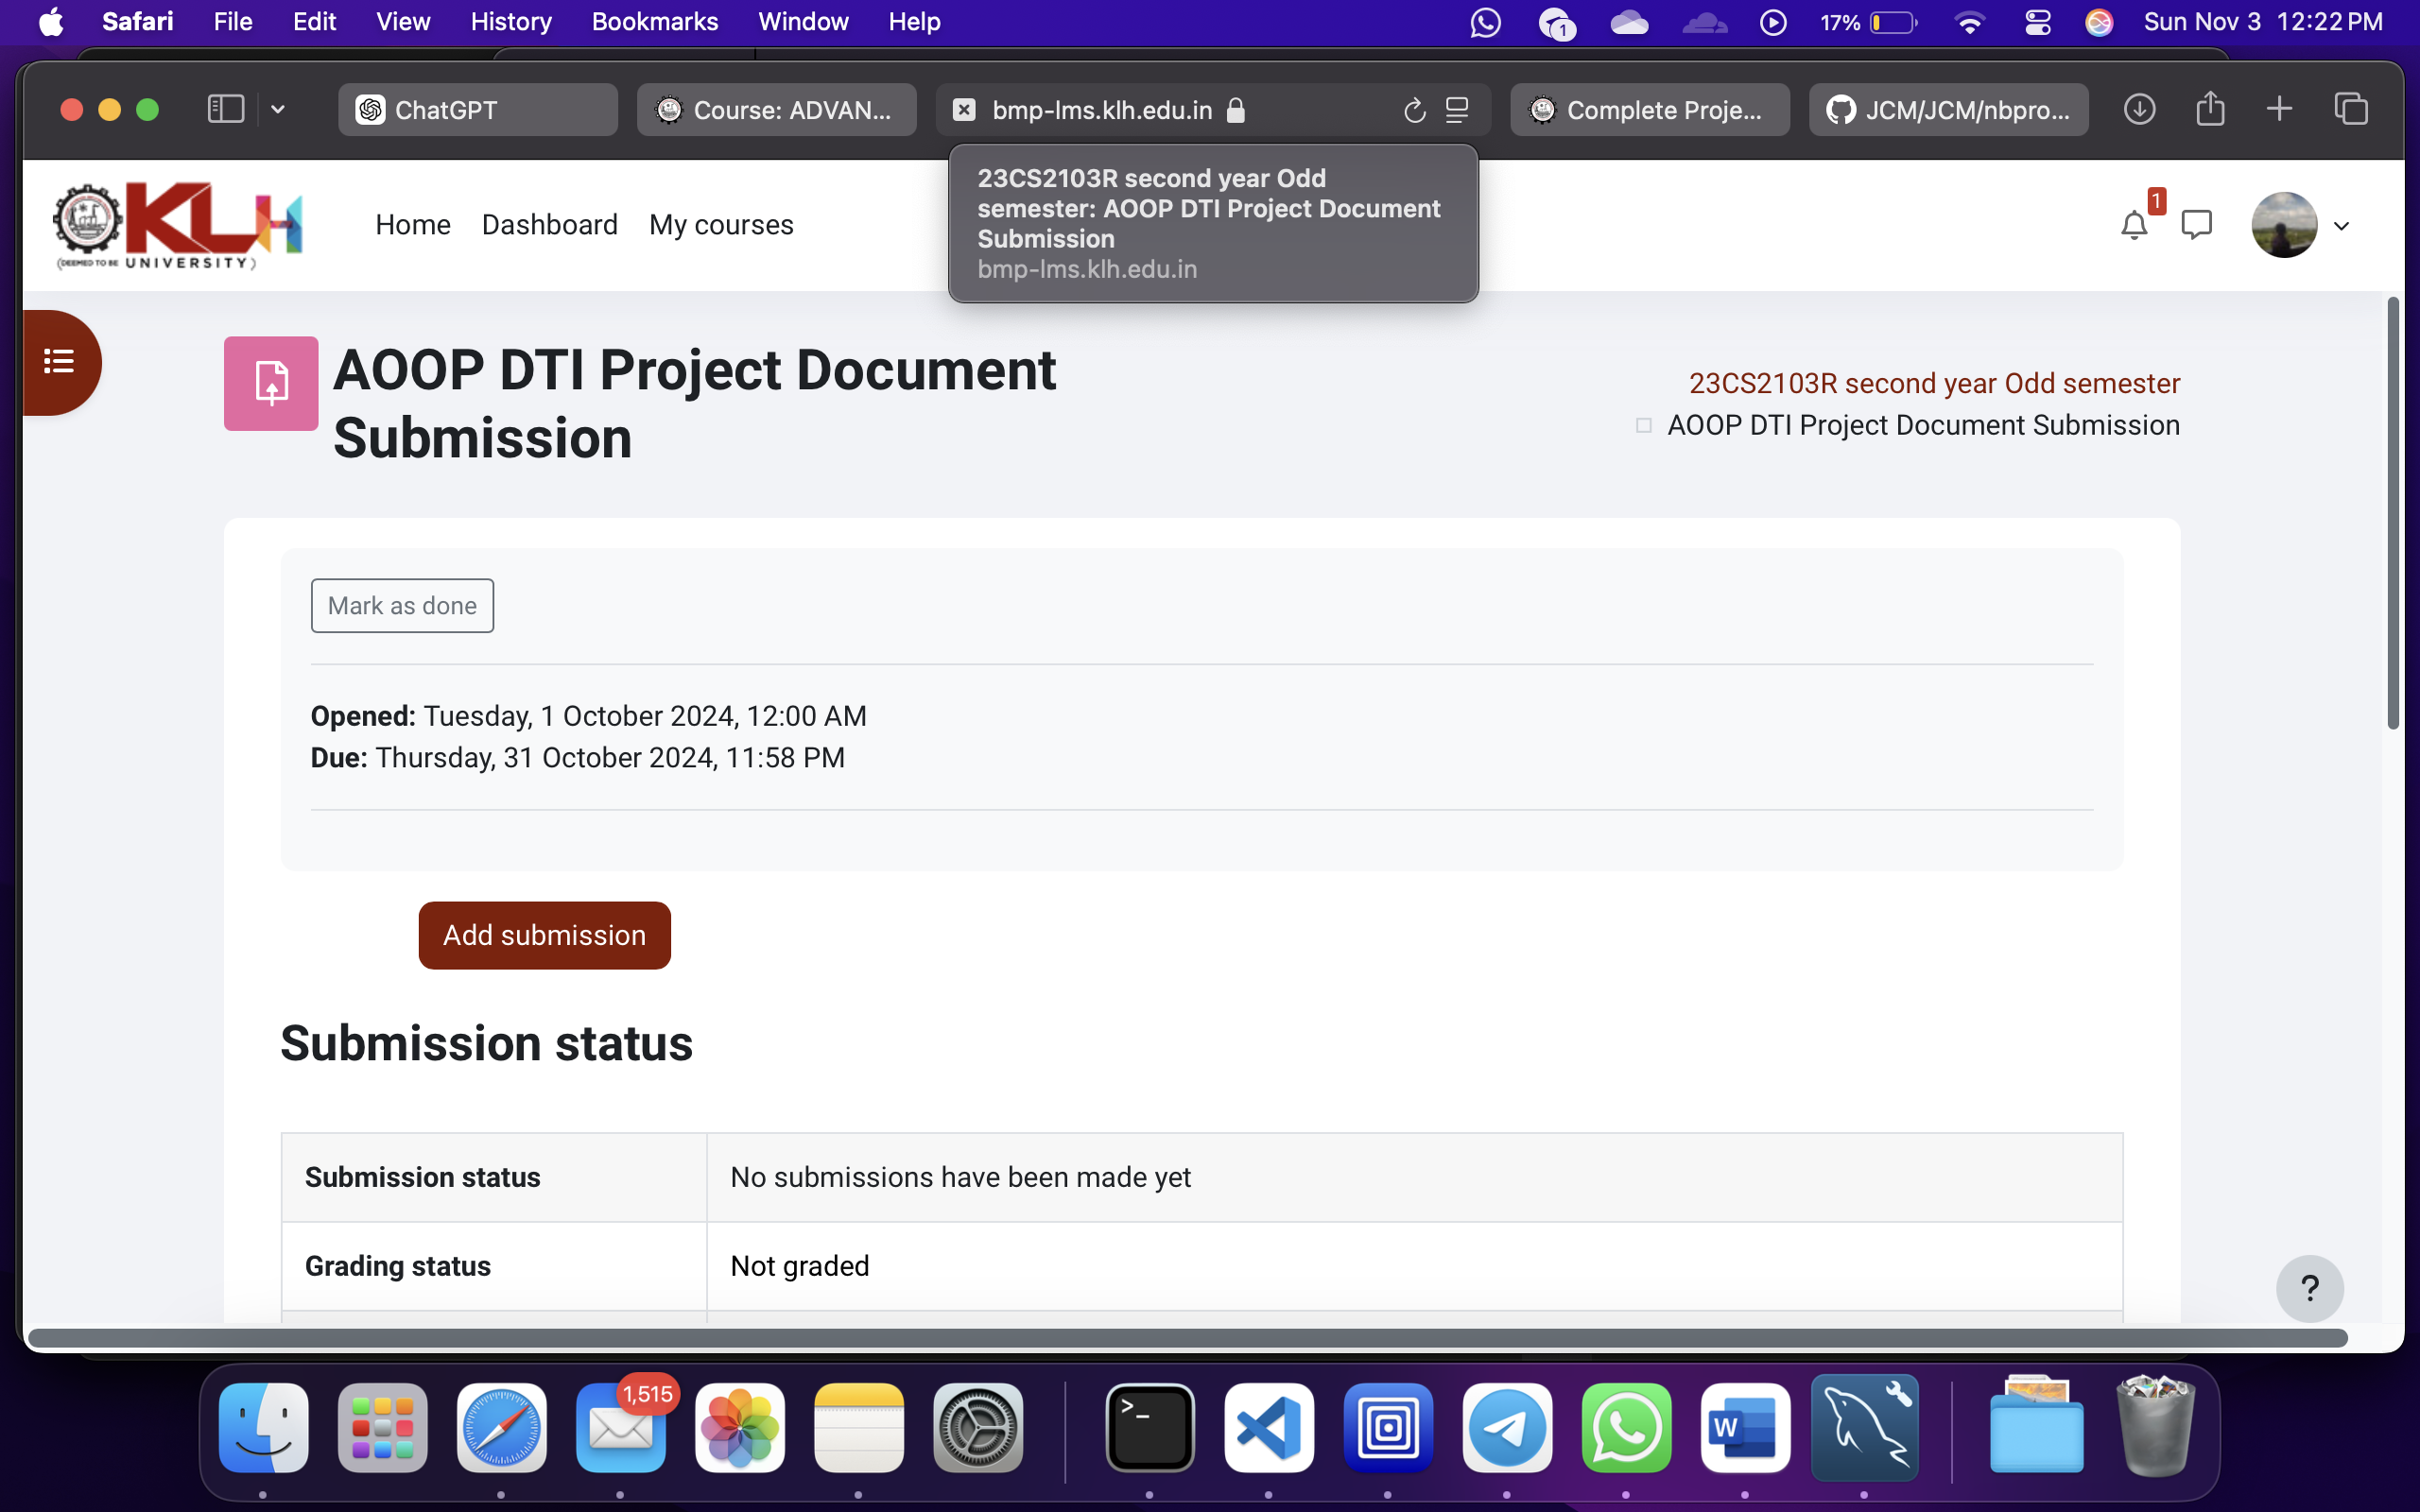 Safari File Edit View History Bookmarks Window Help 1 17% Sun Nov 3 12:22 PM
ChatGPT Course: ADVAN... bmp-lms.klh.edu.in Complete Proje... JCM/JCM/nbpro...
23CS2103R second year Odd
semester: AOOP DTI Project Document
Submission
bmp-lms.klh.edu.in
KLH
(DEEMED TO BE UNIVERSITY)
Home Dashboard My courses
1
AOOP DTI Project Document
Submission
23CS2103R second year Odd semester
AOOP DTI Project Document Submission
Mark as done
Opened: Tuesday, 1 October 2024, 12:00 AM
Due: Thursday, 31 October 2024, 11:58 PM
Add submission
Submission status
Submission status No submissions have been made yet
Grading status Not graded
?
1,515
>_
W